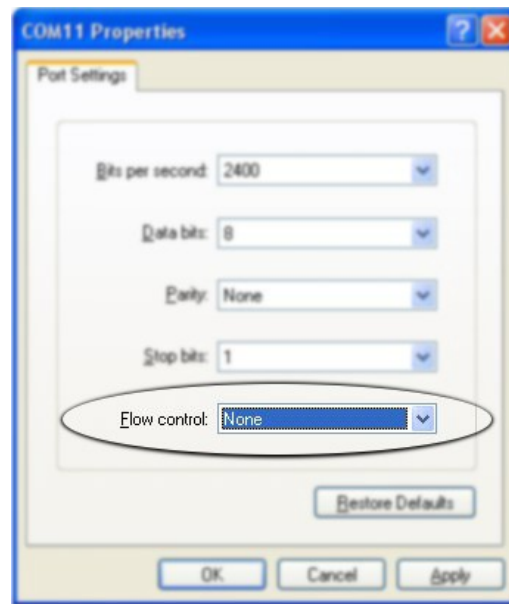 COM11 Properties
Port Settings
Bits per second: 2400
Data bits: 8
Parity: None
Stop bits: 1
Flow control: None
Restore Defaults
OK Cancel Apply